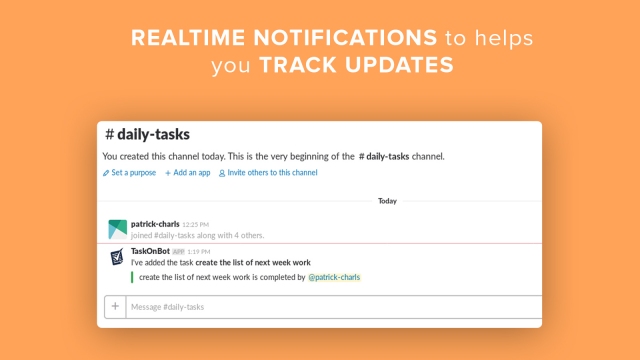 REALTIME NOTIFICATIONS to helps
you TRACK UPDATES
# daily-tasks
You created this channel today. This is the very beginning of the # daily-tasks channel.
Set a purpose + Add an app Invite others to this channel
Today
patrick-charls 12:25 PM
joined #daily-tasks along with 4 others.
TaskOnBot APP 1:19 PM
I've added the task create the list of next week work
create the list of next week work is completed by @patrick-charls
+ Message #daily-tasks